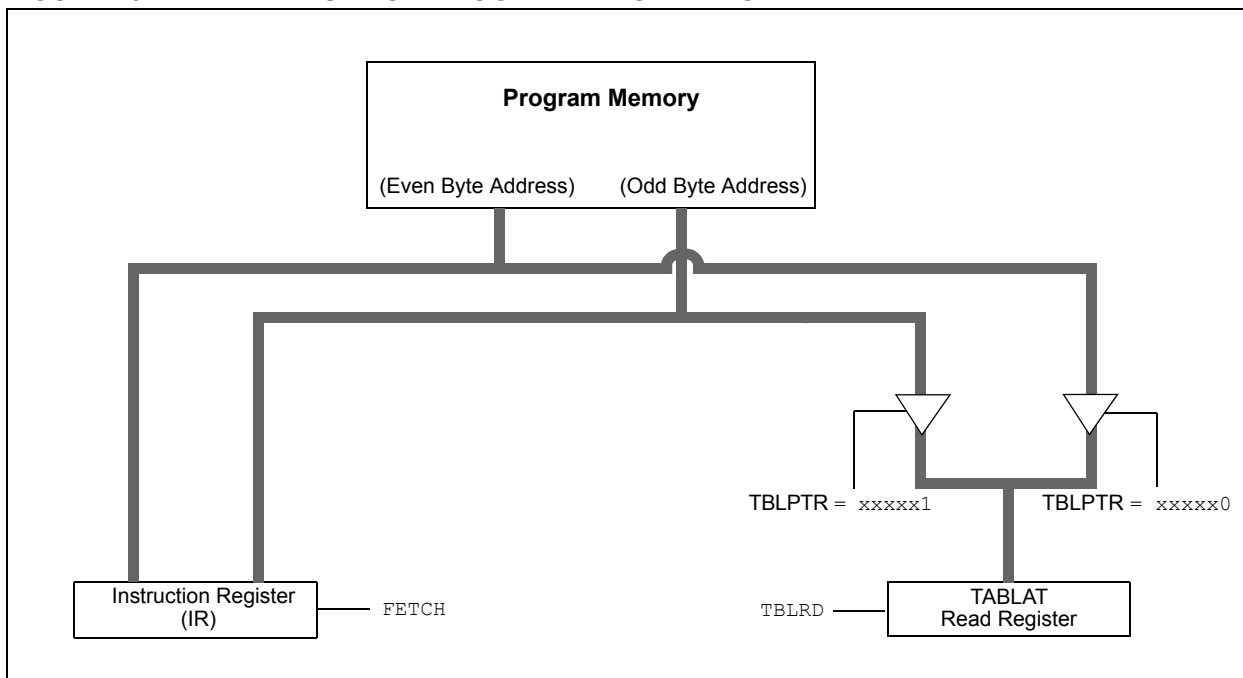 Program Memory
(Even Byte Address) (Odd Byte Address)
TBLPTR = xxxxx1 TBLPTR = xxxxx0
Instruction Register
(IR)
FETCH
TBLRD
TABLAT
Read Register